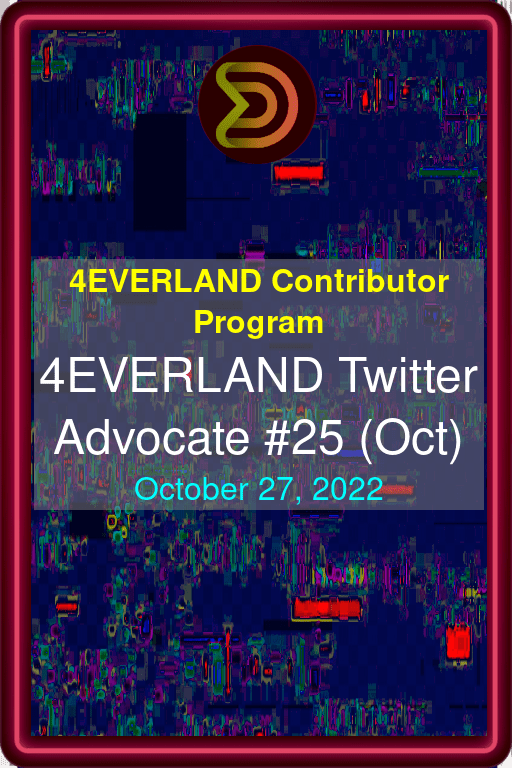 4EVERLAND Contributor
Program
4EVERLAND Twitter
Advocate #25 (Oct)
October 27, 2022